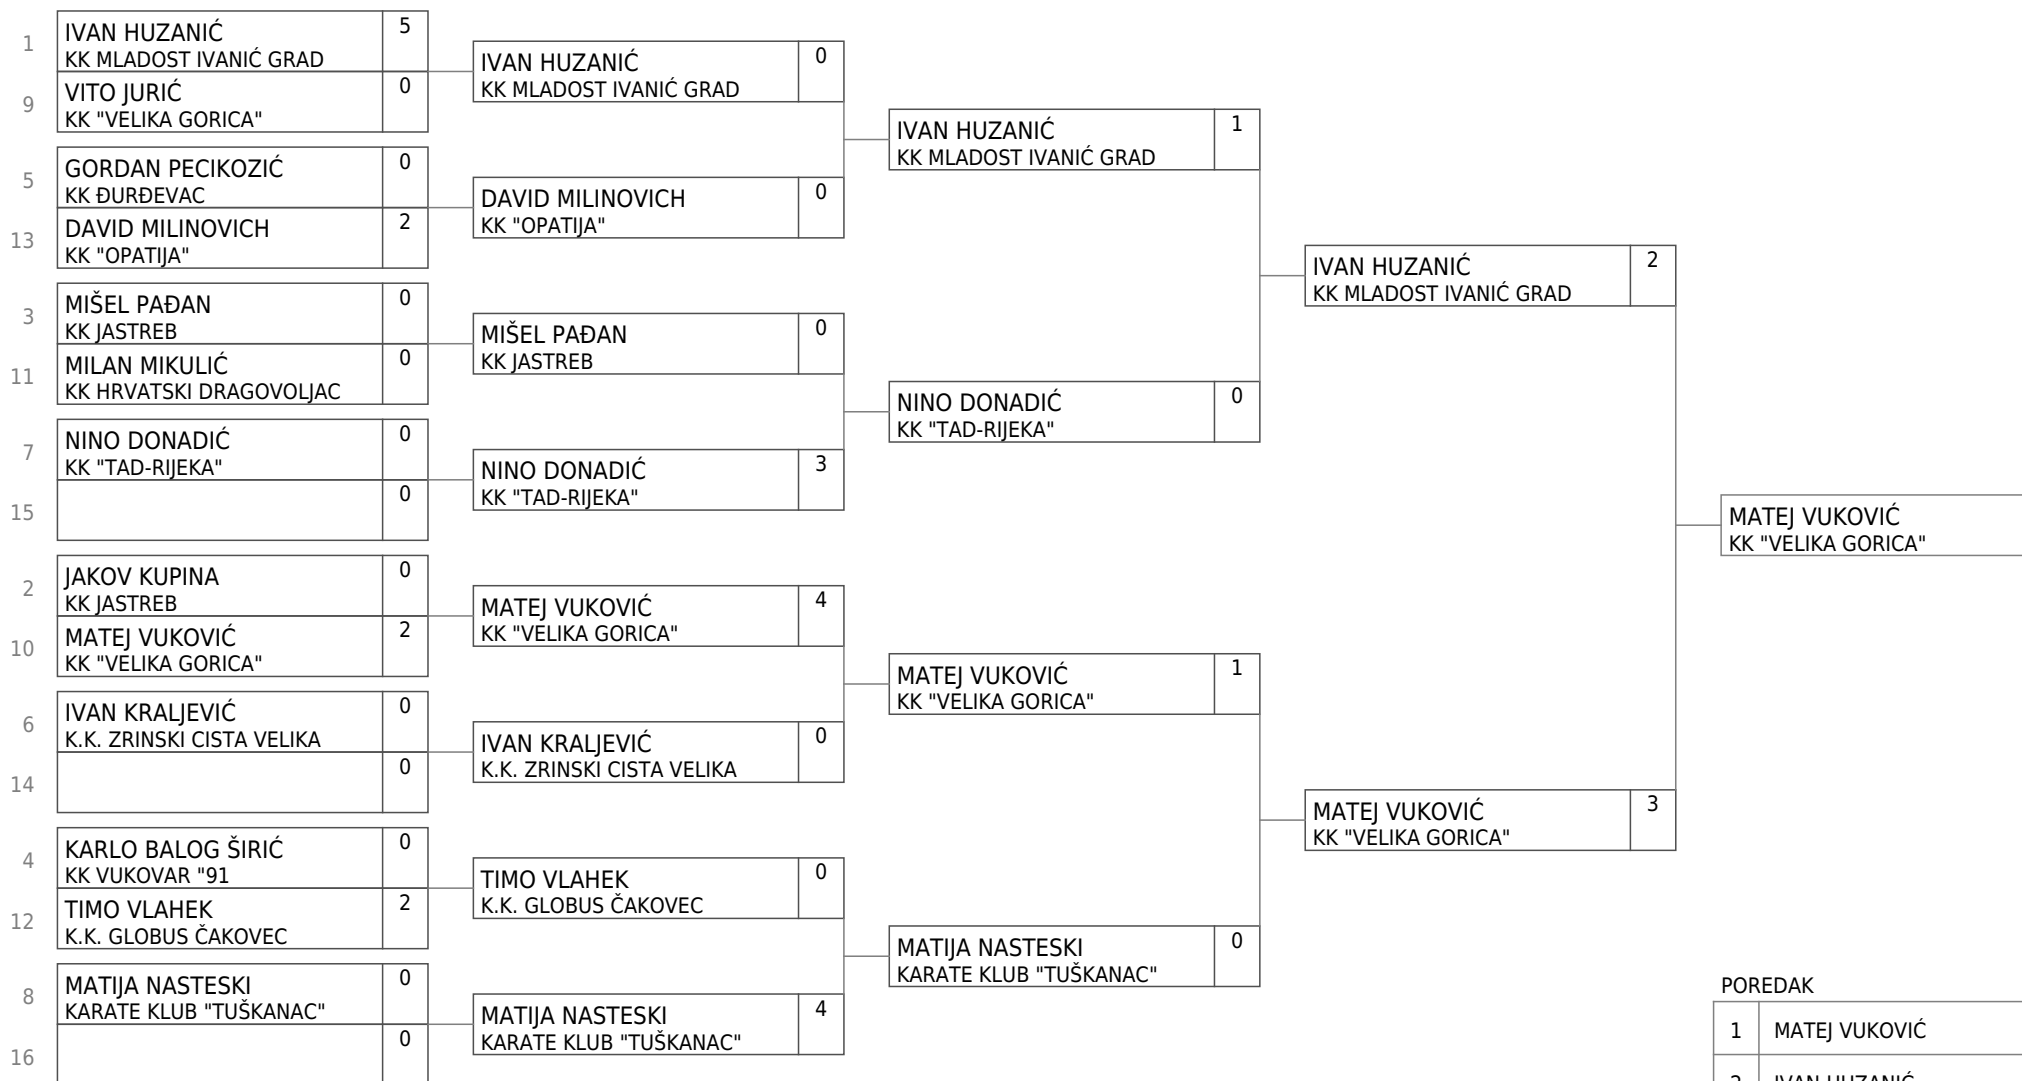 1
IVAN HUZANIĆ
KK MLADOST IVANIĆ GRAD
5
9
VITO JURIĆ
KK "VELIKA GORICA"
0
5
GORDAN PECIKOZIĆ
KK ĐURĐEVAC
0
13
DAVID MILINOVICH
KK "OPATIJA"
2
3
MIŠEL PAĐAN
KK JASTREB
0
11
MILAN MIKULIĆ
KK HRVATSKI DRAGOVOLJAC
0
7
NINO DONADIĆ
KK "TAD-RIJEKA"
0
15
0
2
JAKOV KUPINA
KK JASTREB
0
10
MATEJ VUKOVIĆ
KK "VELIKA GORICA"
2
6
IVAN KRALJEVIĆ
K.K. ZRINSKI CISTA VELIKA
0
14
0
4
KARLO BALOG ŠIRIĆ
KK VUKOVAR "91
0
12
TIMO VLAHEK
K.K. GLOBUS ČAKOVEC
2
8
MATIJA NASTESKI
KARATE KLUB "TUŠKANAC"
0
16
0
IVAN HUZANIĆ
KK MLADOST IVANIĆ GRAD
0
DAVID MILINOVICH
KK "OPATIJA"
0
MIŠEL PAĐAN
KK JASTREB
0
NINO DONADIĆ
KK "TAD-RIJEKA"
3
MATEJ VUKOVIĆ
KK "VELIKA GORICA"
4
IVAN KRALJEVIĆ
K.K. ZRINSKI CISTA VELIKA
0
TIMO VLAHEK
K.K. GLOBUS ČAKOVEC
0
MATIJA NASTESKI
KARATE KLUB "TUŠKANAC"
4
IVAN HUZANIĆ
KK MLADOST IVANIĆ GRAD
1
NINO DONADIĆ
KK "TAD-RIJEKA"
0
MATEJ VUKOVIĆ
KK "VELIKA GORICA"
1
MATIJA NASTESKI
KARATE KLUB "TUŠKANAC"
0
IVAN HUZANIĆ
KK MLADOST IVANIĆ GRAD
2
MATEJ VUKOVIĆ
KK "VELIKA GORICA"
3
MATEJ VUKOVIĆ
KK "VELIKA GORICA"
POREDAK
1 MATEJ VUKOVIĆ
2 IVAN HUZANIĆ